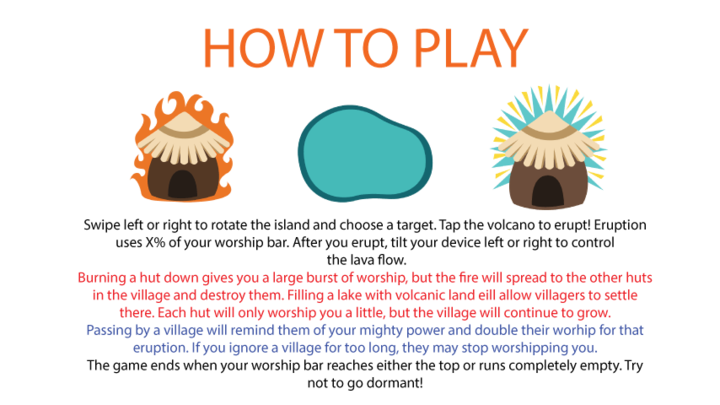 HOW TO PLAY
Swipe left or right to rotate the island and choose a target. Tap the volcano to erupt! Eruption
uses X% of your worship bar. After you erupt, tilt your device left or right to control
the lava flow.
Burning a hut down gives you a large burst of worship, but the fire will spread to the other huts
in the village and destroy them. Filling a lake with volcanic land eill allow villagers to settle
there. Each hut will only worship you a little, but the village will continue to grow.
Passing by a village will remind them of your mighty power and double their worhip for that
eruption. If you ignore a village for too long, they may stop worshipping you.
The game ends when your worship bar reaches either the top or runs completely empty. Try
not to go dormant!